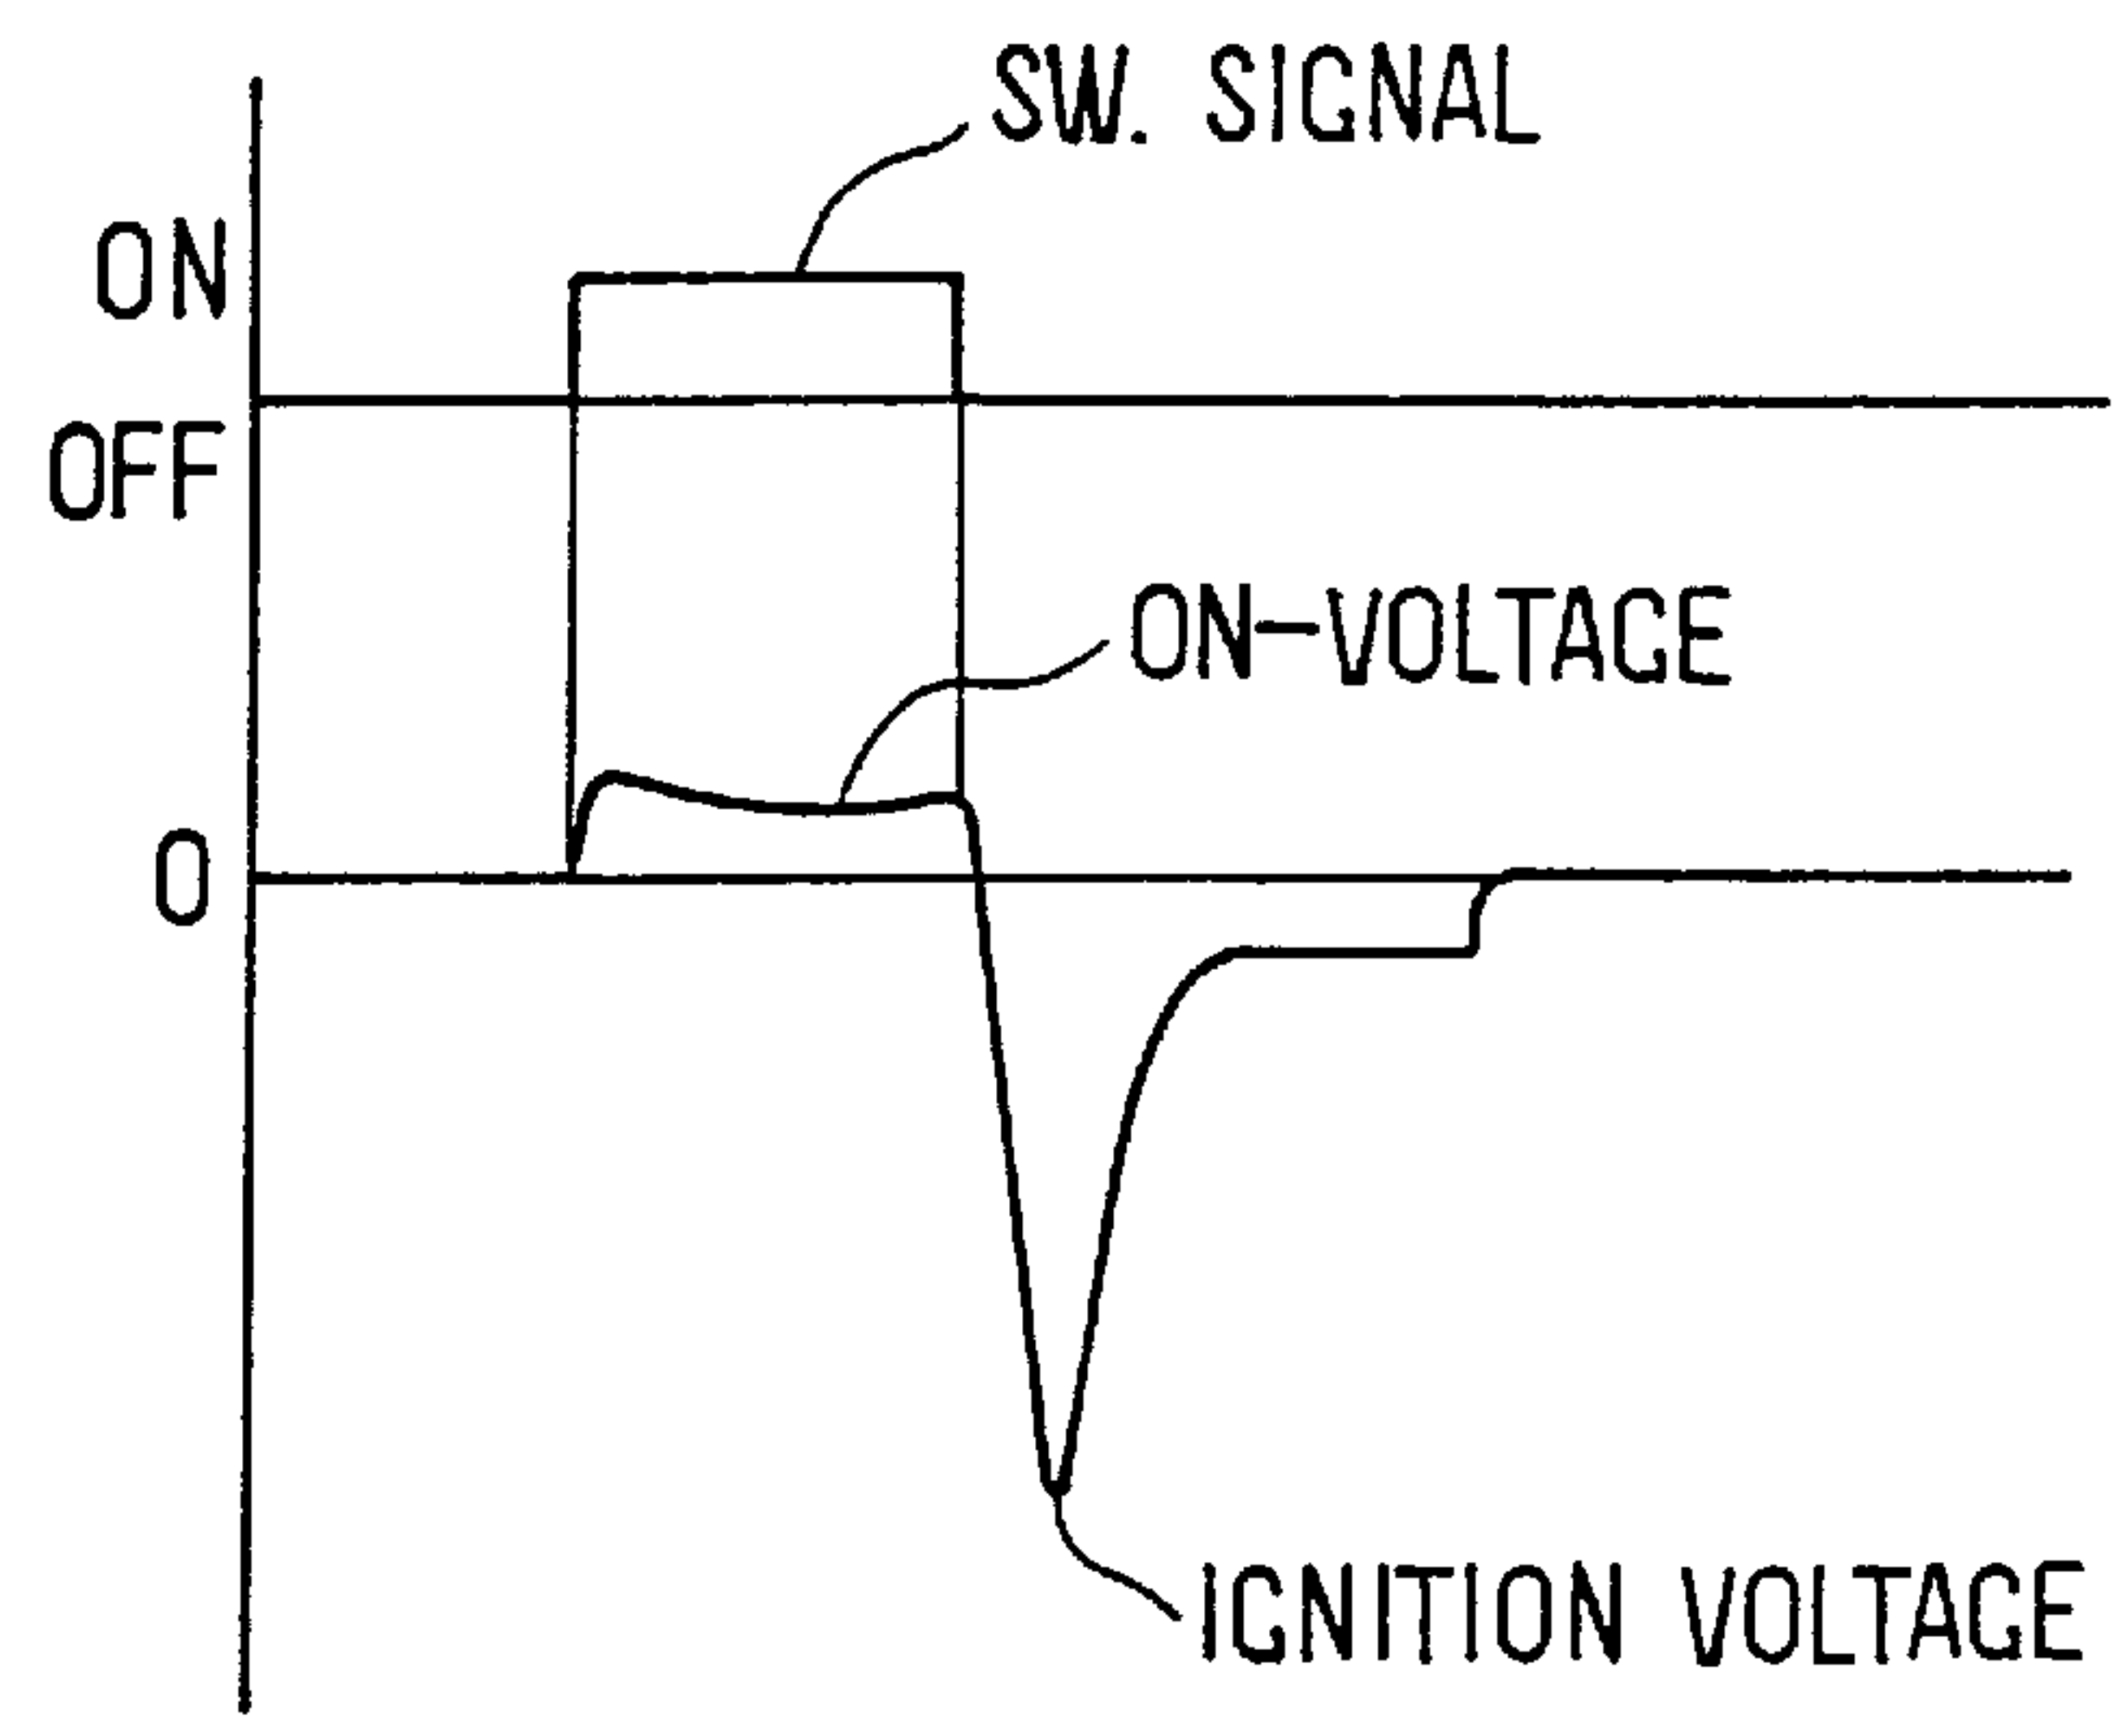 SW. SIGNAL
ON
OFF
ON-VOLTAGE
0
IGNITION VOLTAGE